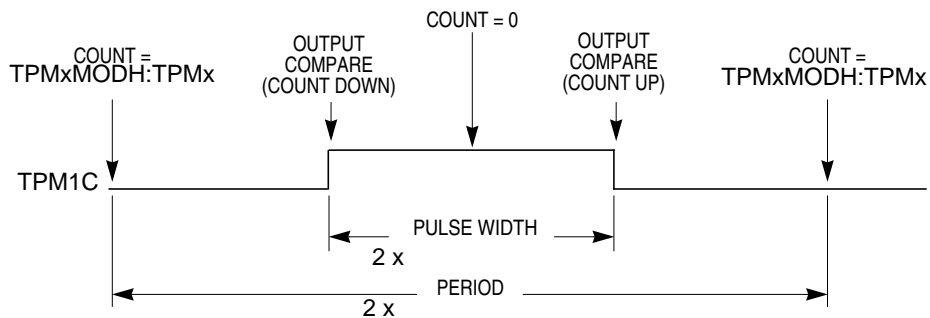 COUNT = 0
COUNT =
TPMxMODH:TPMx
OUTPUT
COMPARE
(COUNT DOWN)
OUTPUT
COMPARE
(COUNT UP)
COUNT =
TPMxMODH:TPMx
TPM1C
PULSE WIDTH
2 x
PERIOD
2 x